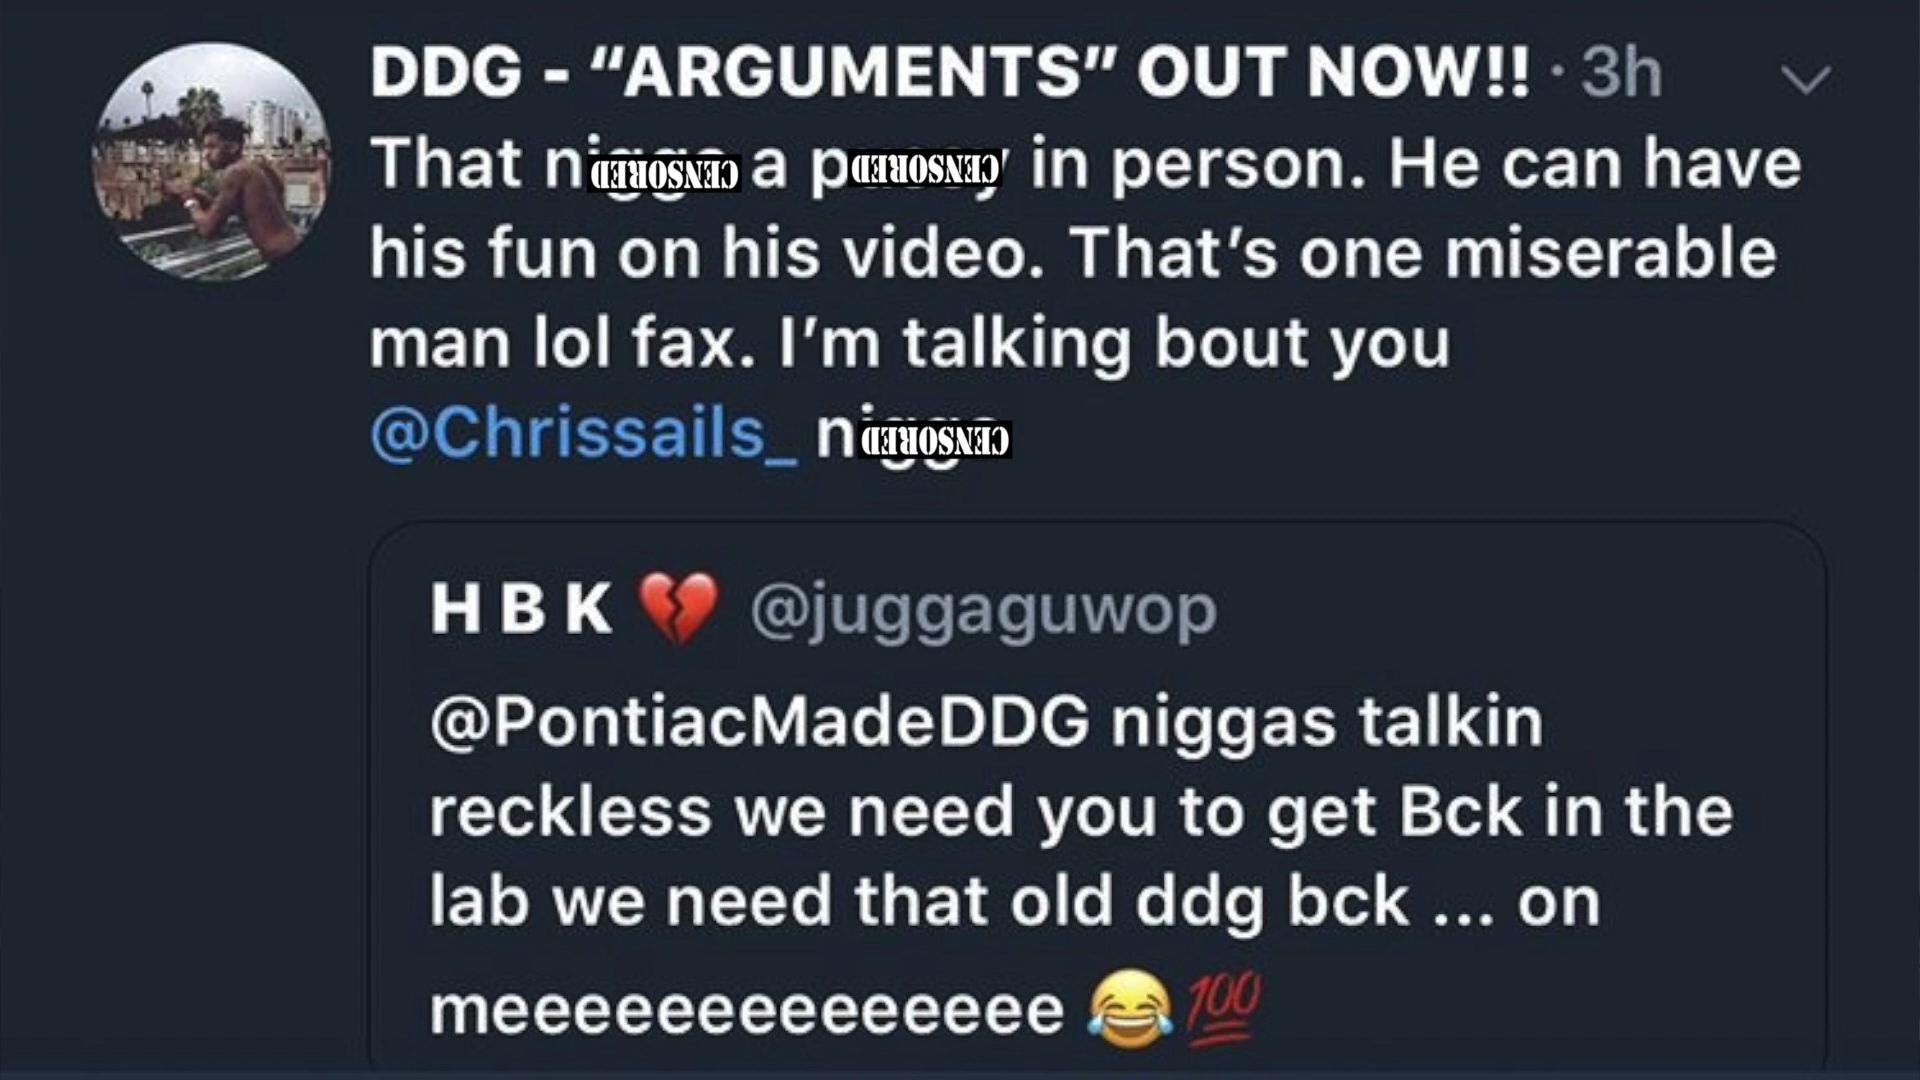 DDG - “ARGUMENTS” OUT NOW!! · 3h
That n CENSORED a p CENSORED y in person. He can have
his fun on his video. That’s one miserable
man lol fax. I’m talking bout you
@Chrissails_ n CENSORED
H B K 💔 @juggaguwop
@PontiacMadeDDG niggas talkin
reckless we need you to get Bck in the
lab we need that old ddg bck ... on
meeeeeeeeeeeeeee 😂💯